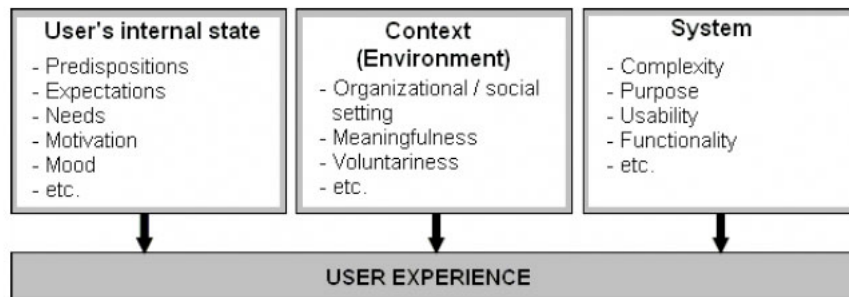 User's internal state
- Predispositions
- Expectations
- Needs
- Motivation
- Mood
- etc.
Context
(Environment)
- Organizational / social
setting
- Meaningfulness
- Voluntariness
- etc.
System
- Complexity
- Purpose
- Usability
- Functionality
- etc.
USER EXPERIENCE